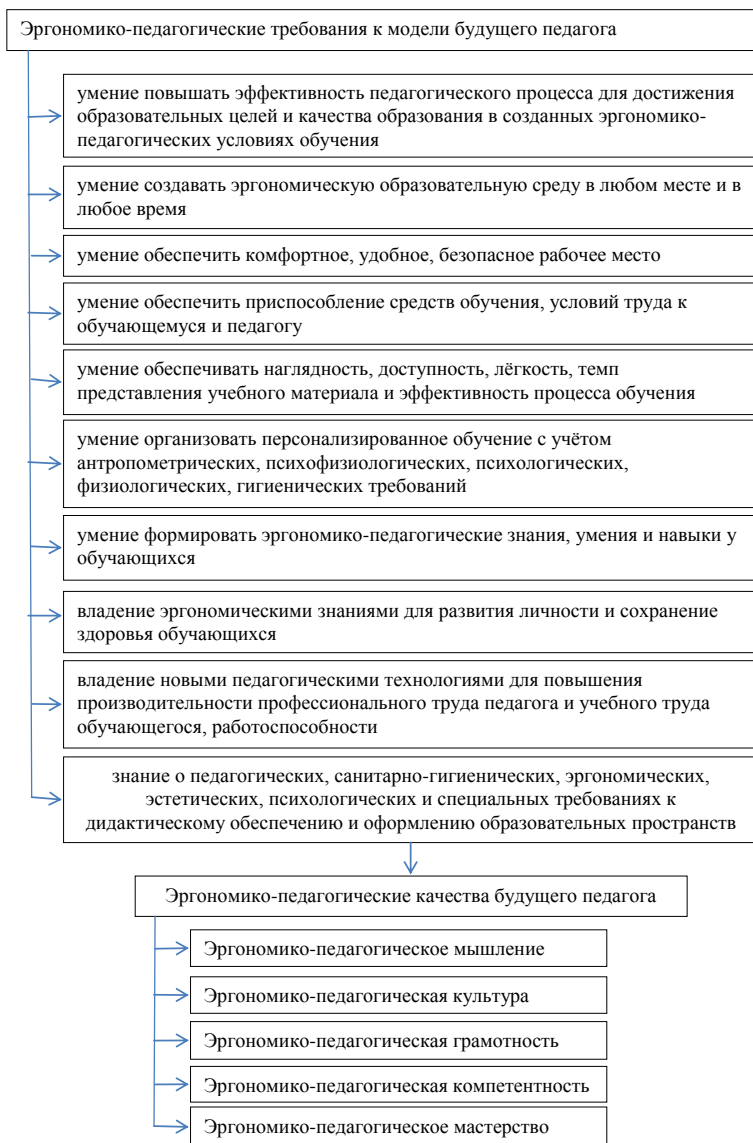 Эргономико-педагогические требования к модели будущего педагога
умение повышать эффективность педагогического процесса для достижения
образовательных целей и качества образования в созданных эргономико-
педагогических условиях обучения
умение создавать эргономическую образовательную среду в любом месте и в
любое время
умение обеспечить комфортное, удобное, безопасное рабочее место
умение обеспечить приспособление средств обучения, условий труда к
обучающемуся и педагогу
умение обеспечивать наглядность, доступность, лёгкость, темп
представления учебного материала и эффективность процесса обучения
умение организовать персонализированное обучение с учётом
антропометрических, психофизиологических, психологических,
физиологических, гигиенических требований
умение формировать эргономико-педагогические знания, умения и навыки у
обучающихся
владение эргономическими знаниями для развития личности и сохранение
здоровья обучающихся
владение новыми педагогическими технологиями для повышения
производительности профессионального труда педагога и учебного труда
обучающегося, работоспособности
знание о педагогических, санитарно-гигиенических, эргономических,
эстетических, психологических и специальных требованиях к
дидактическому обеспечению и оформлению образовательных пространств
Эргономико-педагогические качества будущего педагога
Эргономико-педагогическое мышление
Эргономико-педагогическая культура
Эргономико-педагогическая грамотность
Эргономико-педагогическая компетентность
Эргономико-педагогическое мастерство